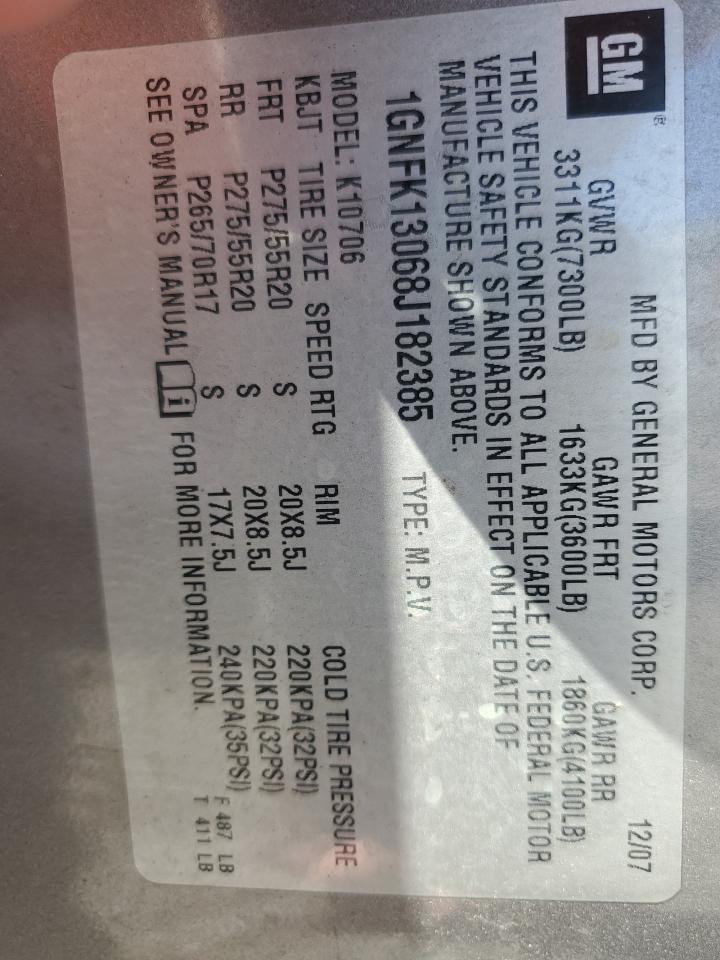 GM ®
MFD BY GENERAL MOTORS CORP. 12/07
GVWR GAWR FRT GAWR RR
3311KG(7300LB) 1633KG(3600LB) 1860KG(4100LB)
THIS VEHICLE CONFORMS TO ALL APPLICABLE U.S. FEDERAL MOTOR
VEHICLE SAFETY STANDARDS IN EFFECT ON THE DATE OF
MANUFACTURE SHOWN ABOVE.
1GNFK13068J182385 TYPE: M.P.V.
MODEL: K10706
KBJT TIRE SIZE SPEED RTG RIM COLD TIRE PRESSURE
FRT P275/55R20 S 20X8.5J 220KPA(32PSI)
RR P275/55R20 S 20X8.5J 220KPA(32PSI)
SPA P265/70R17 S 17X7.5J 240KPA(35PSI) F 487 LB
SEE OWNER'S MANUAL i FOR MORE INFORMATION. T 411 LB